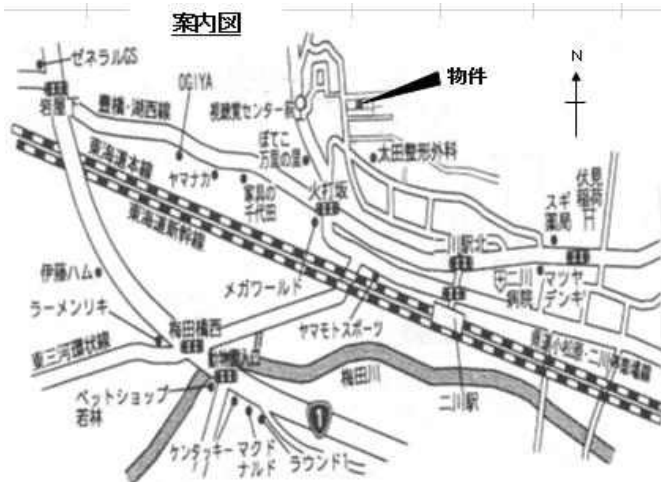 案内図
ゼネラルGS
岩屋下
OGIYA
豊橋・湖西線
視聴覚センター前
物件
N
東海道本線
東海道新幹線
ヤマナカ
家具の
千代田
ぽてこ
万里の里
太田整形外科
火打坂
スギ
薬局
伏見
稲荷
二川駅北
伊藤ハム
メガワールド
二川
病院
マツヤ
デンキ
ラーメンリキ
梅田橋西
ヤマモトスポーツ
東三河環状線
梅田川
二川駅
ペットショップ
若林
1
ケンタッキー
マクド
ナルド
ラウンド1